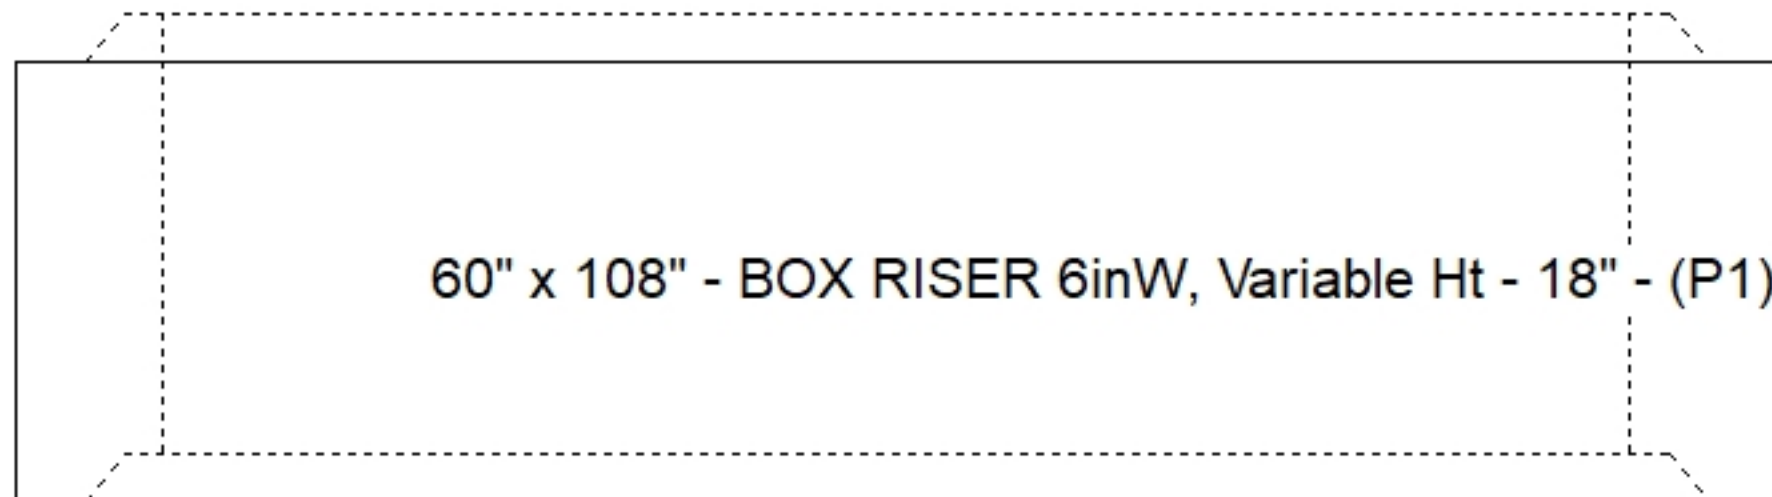 60" x 108" - BOX RISER 6inW, Variable Ht - 18" - (P1)